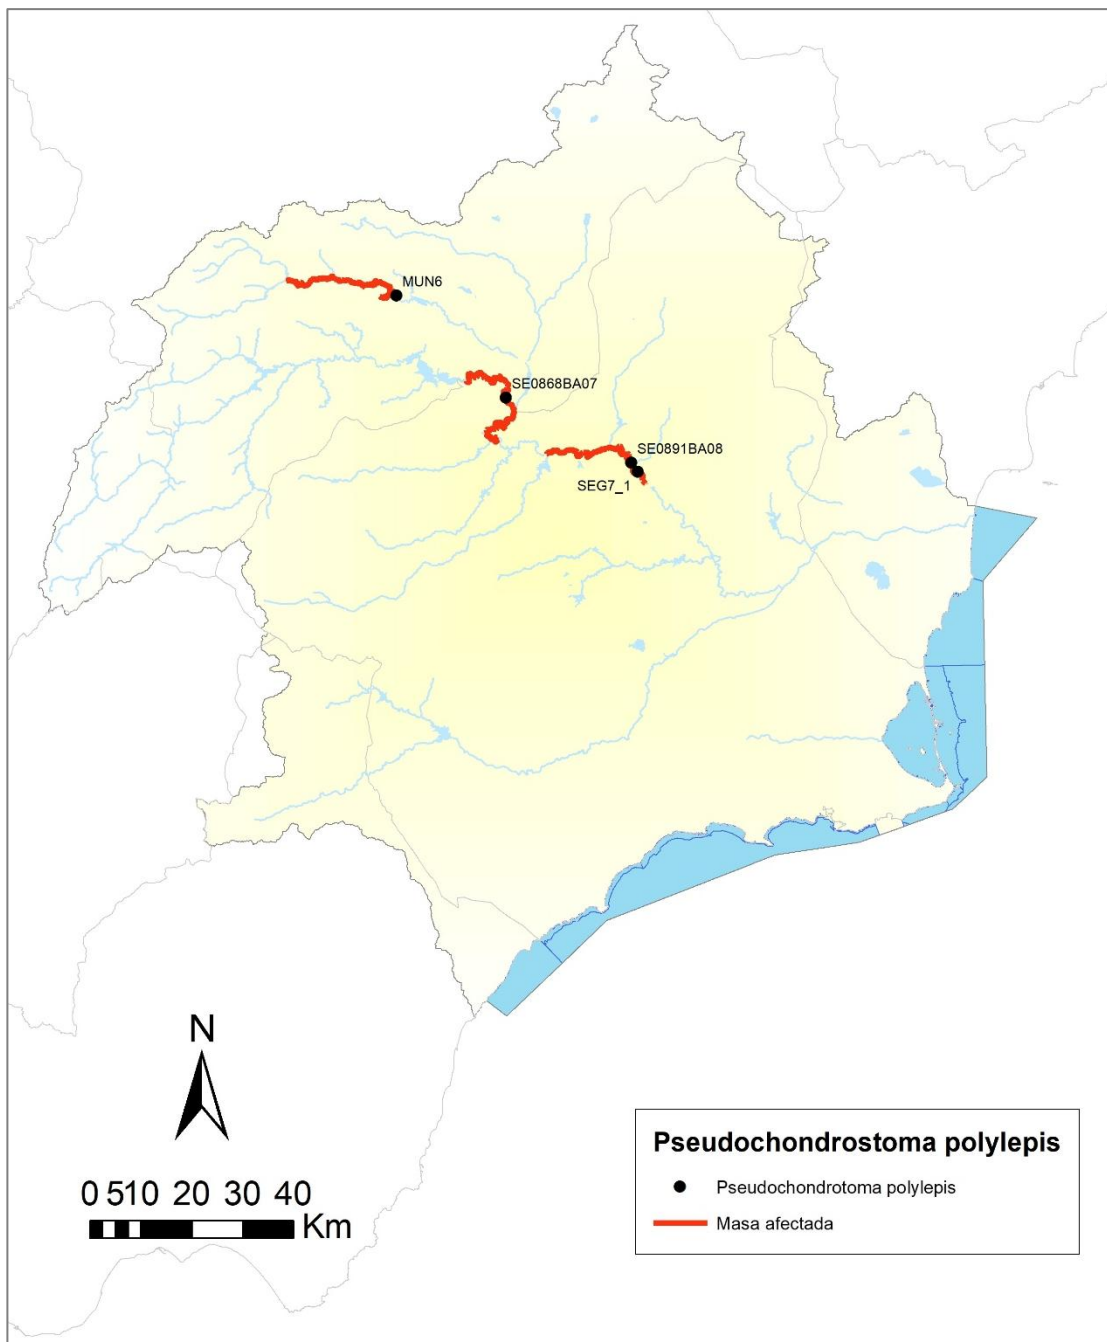 MUN6
SE0868BA07
SE0891BA08
SEG7_1
N
0 510 20 30 40
Km
Pseudochondrostoma polylepis
Pseudochondrotoma polylepis
Masa afectada